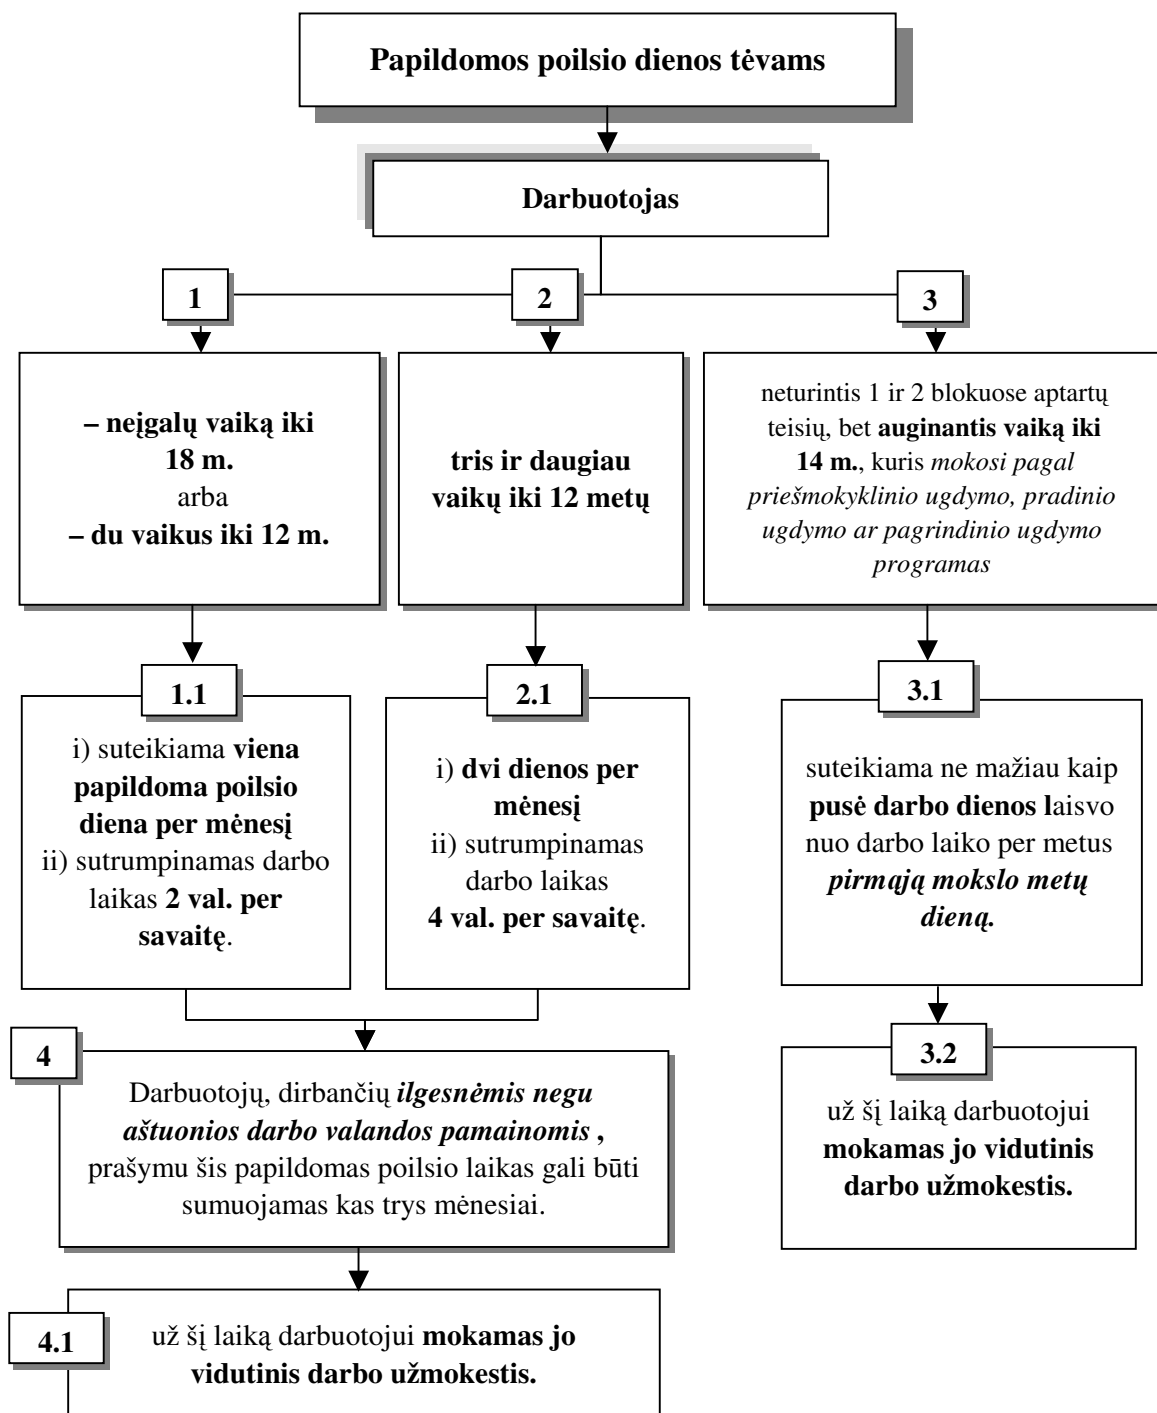 Papildomos poilsio dienos tėvams
Darbuotojas
1
2
3
– neįgalų vaiką iki
18 m.
arba
– du vaikus iki 12 m.
tris ir daugiau
vaikų iki 12 metų
neturintis 1 ir 2 blokuose aptartų
teisių, bet auginantis vaiką iki
14 m., kuris mokosi pagal
priešmokyklinio ugdymo, pradinio
ugdymo ar pagrindinio ugdymo
programas
1.1
i) suteikiama viena
papildoma poilsio
diena per mėnesį
ii) sutrumpinamas darbo
laikas 2 val. per
savaitę.
2.1
i) dvi dienos per
mėnesį
ii) sutrumpinamas
darbo laikas
4 val. per savaitę.
3.1
suteikiama ne mažiau kaip
pusė darbo dienos laisvo
nuo darbo laiko per metus
pirmąją mokslo metų
dieną.
4
Darbuotojų, dirbančių ilgesnėmis negu
aštuonios darbo valandos pamainomis ,
prašymu šis papildomas poilsio laikas gali būti
sumuojamas kas trys mėnesiai.
3.2
už šį laiką darbuotojui
mokamas jo vidutinis
darbo užmokestis.
4.1
už šį laiką darbuotojui mokamas jo
vidutinis darbo užmokestis.